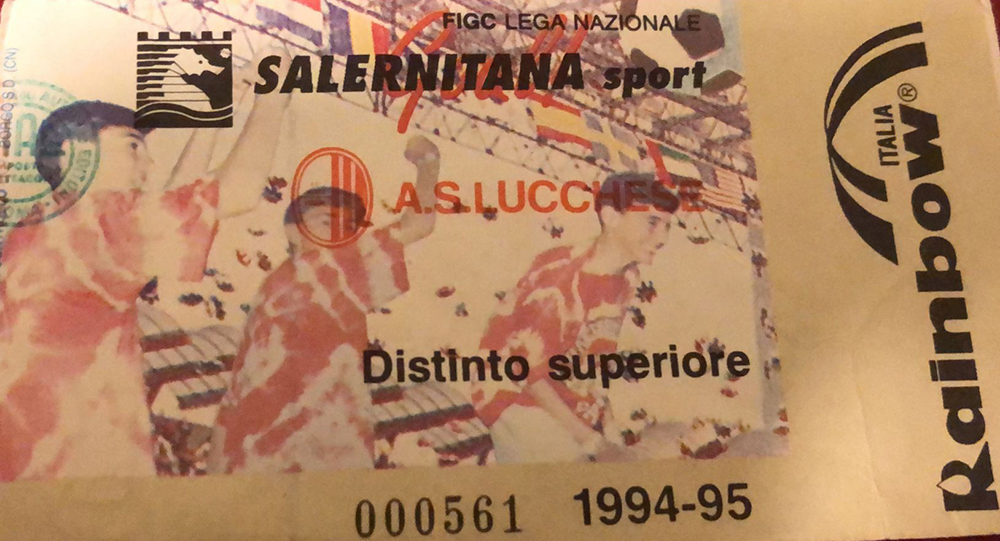 FIGC LEGA NAZIONALE
SALERNITANA sport
A.S.LUCCHESE
Distinto superiore
000561 1994-95
Rainbow®
ITALIA